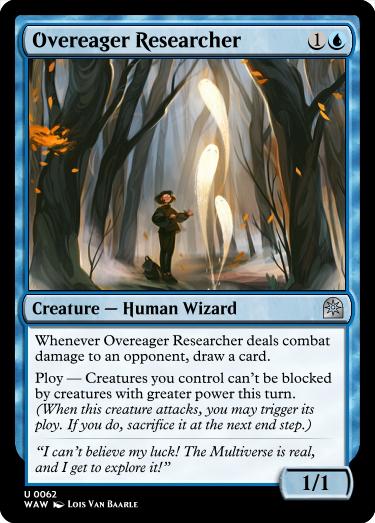 Overeager Researcher 1
Creature — Human Wizard
Whenever Overeager Researcher deals combat
damage to an opponent, draw a card.
Ploy — Creatures you control can't be blocked
by creatures with greater power this turn.
(When this creature attacks, you may trigger its
ploy. If you do, sacrifice it at the next end step.)
“I can't believe my luck! The Multiverse is real,
and I get to explore it!”
1/1
U 0062
WAW Lois Van Baarle